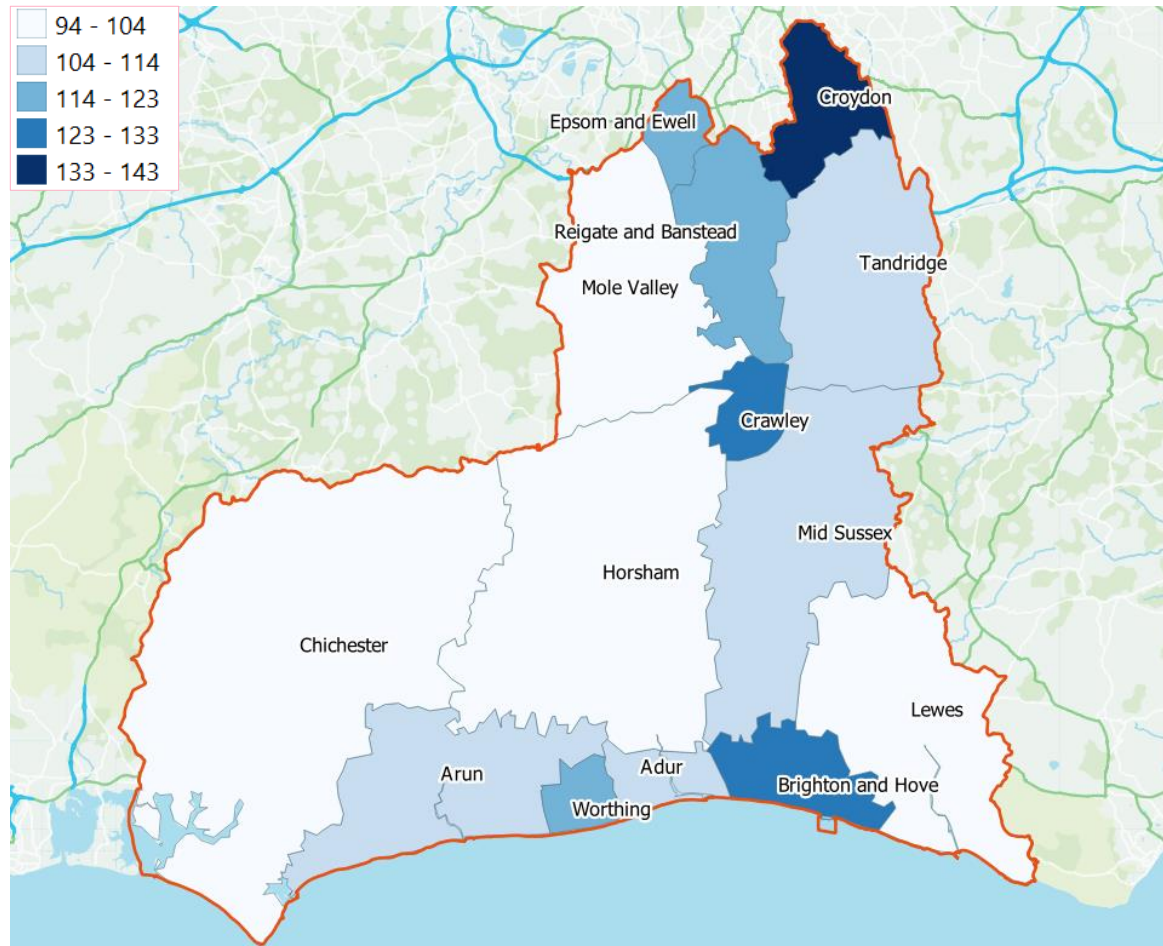 94 - 104
104 - 114
114 - 123
123 - 133
133 - 143
Croydon
Epsom and Ewell
Reigate and Banstead
Tandridge
Mole Valley
Crawley
Mid Sussex
Horsham
Chichester
Lewes
Arun
Adur
Brighton and Hove
Worthing